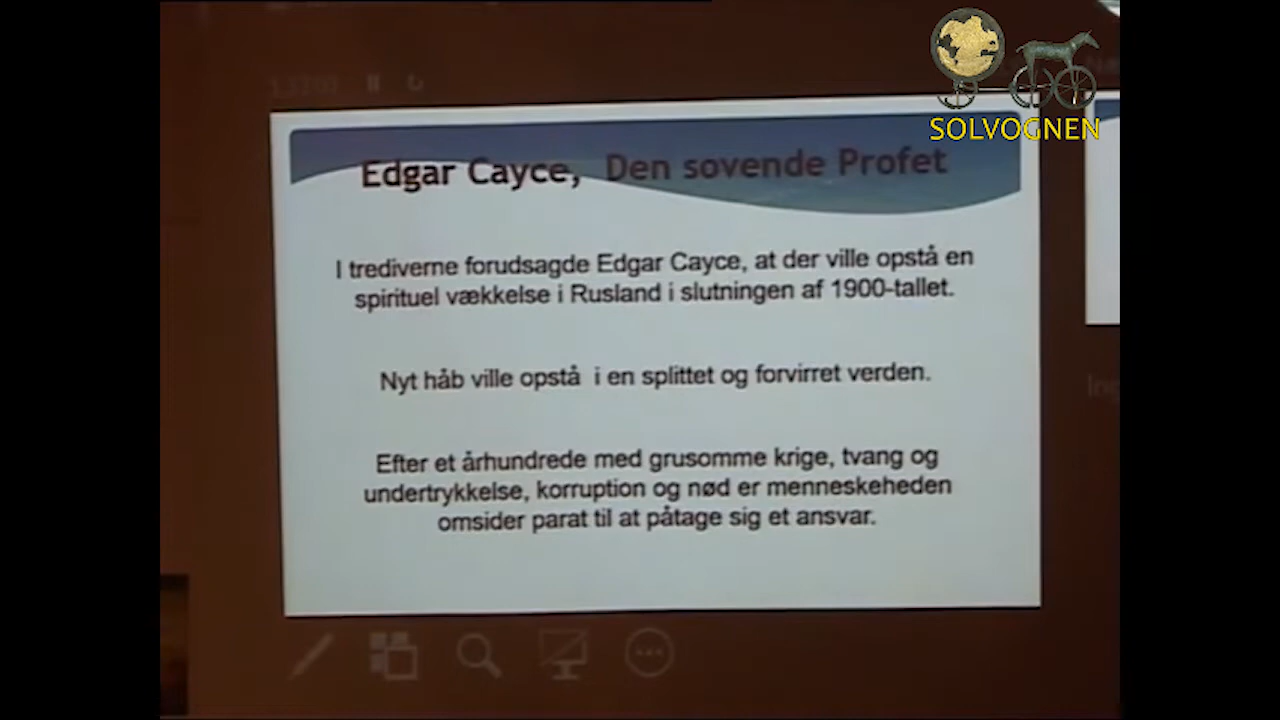 SOLVOGNEN
Edgar Cayce, Den sovende Profet
I trediverne forudsagde Edgar Cayce, at der ville opstå en
spirituel vækkelse i Rusland i slutningen af 1900-tallet.
Nyt håb ville opstå i en splittet og forvirret verden.
Efter et århundrede med grusomme krige, tvang og
undertrykkelse, korruption og nød er menneskeheden
omsider parat til at påtage sig et ansvar.